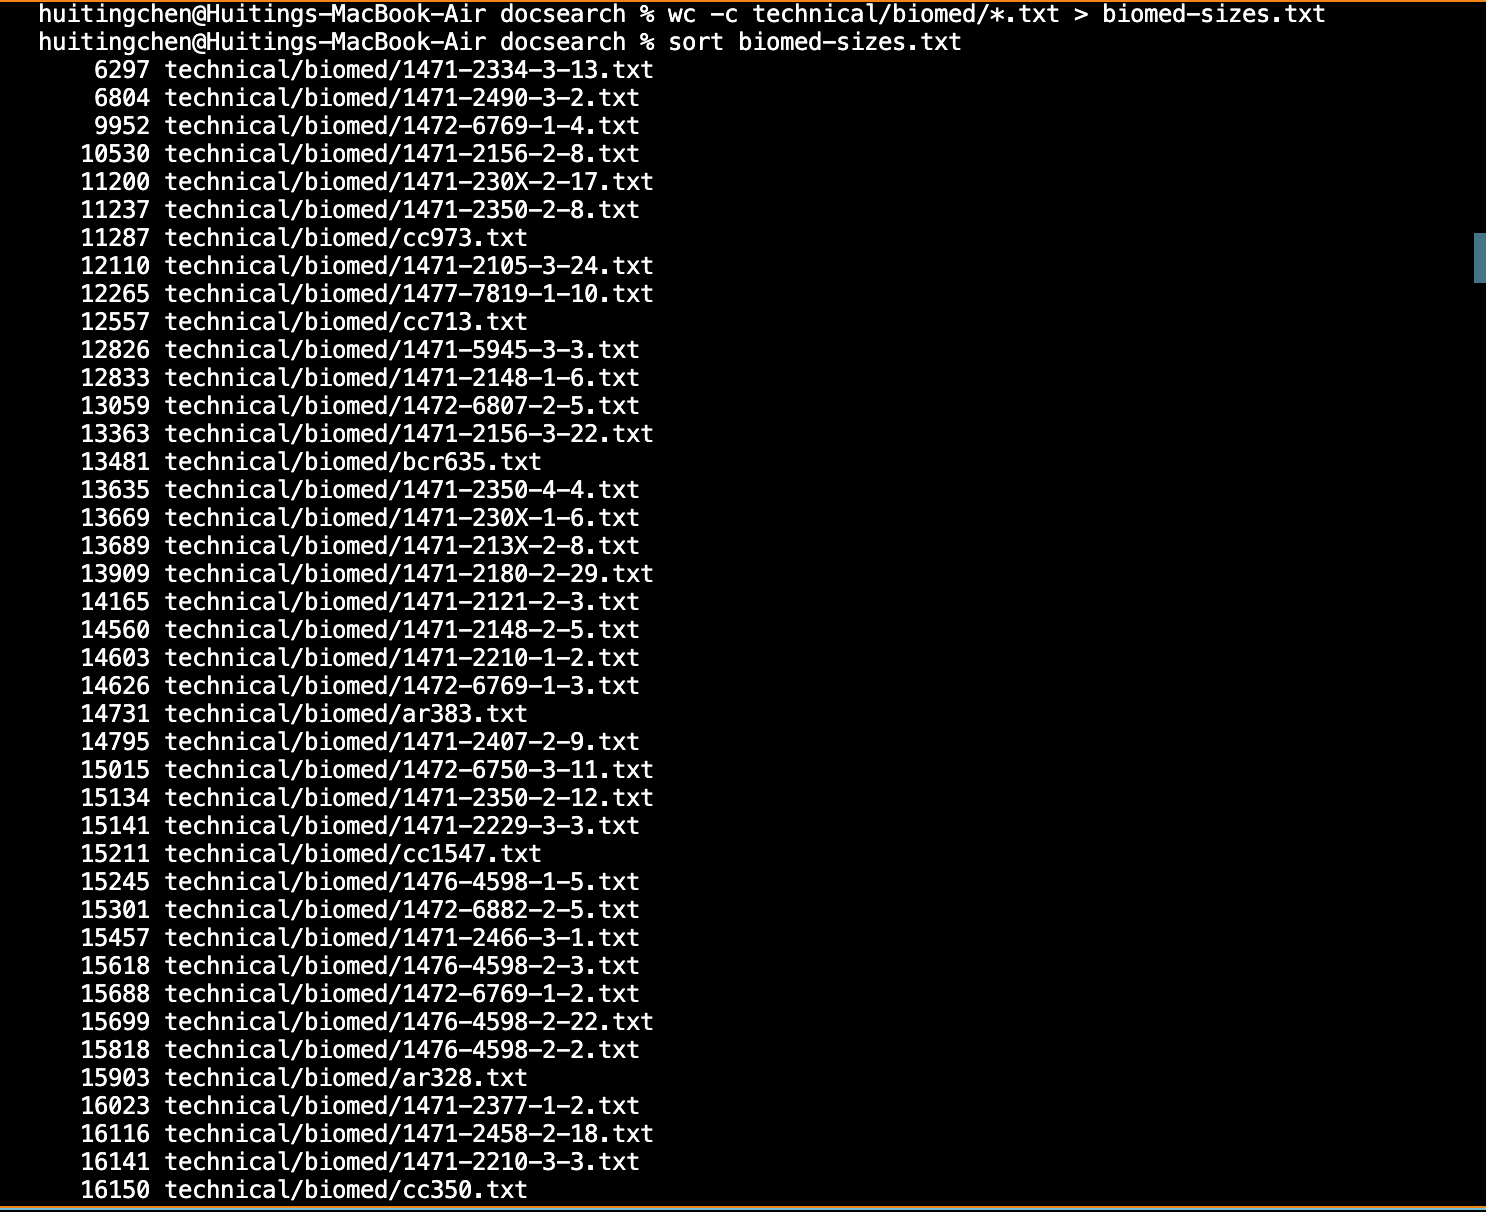 huitingchen@Huitings-MacBook-Air docsearch % wc -c technical/biomed/*.txt > biomed-sizes.txt
huitingchen@Huitings-MacBook-Air docsearch % sort biomed-sizes.txt
6297 technical/biomed/1471-2334-3-13.txt
6804 technical/biomed/1471-2490-3-2.txt
9952 technical/biomed/1472-6769-1-4.txt
10530 technical/biomed/1471-2156-2-8.txt
11200 technical/biomed/1471-230X-2-17.txt
11237 technical/biomed/1471-2350-2-8.txt
11287 technical/biomed/cc973.txt
12110 technical/biomed/1471-2105-3-24.txt
12265 technical/biomed/1477-7819-1-10.txt
12557 technical/biomed/cc713.txt
12826 technical/biomed/1471-5945-3-3.txt
12833 technical/biomed/1471-2148-1-6.txt
13059 technical/biomed/1472-6807-2-5.txt
13363 technical/biomed/1471-2156-3-22.txt
13481 technical/biomed/bcr635.txt
13635 technical/biomed/1471-2350-4-4.txt
13669 technical/biomed/1471-230X-1-6.txt
13689 technical/biomed/1471-213X-2-8.txt
13909 technical/biomed/1471-2180-2-29.txt
14165 technical/biomed/1471-2121-2-3.txt
14560 technical/biomed/1471-2148-2-5.txt
14603 technical/biomed/1471-2210-1-2.txt
14626 technical/biomed/1472-6769-1-3.txt
14731 technical/biomed/ar383.txt
14795 technical/biomed/1471-2407-2-9.txt
15015 technical/biomed/1472-6750-3-11.txt
15134 technical/biomed/1471-2350-2-12.txt
15141 technical/biomed/1471-2229-3-3.txt
15211 technical/biomed/cc1547.txt
15245 technical/biomed/1476-4598-1-5.txt
15301 technical/biomed/1472-6882-2-5.txt
15457 technical/biomed/1471-2466-3-1.txt
15618 technical/biomed/1476-4598-2-3.txt
15688 technical/biomed/1472-6769-1-2.txt
15699 technical/biomed/1476-4598-2-22.txt
15818 technical/biomed/1476-4598-2-2.txt
15903 technical/biomed/ar328.txt
16023 technical/biomed/1471-2377-1-2.txt
16116 technical/biomed/1471-2458-2-18.txt
16141 technical/biomed/1471-2210-3-3.txt
16150 technical/biomed/cc350.txt